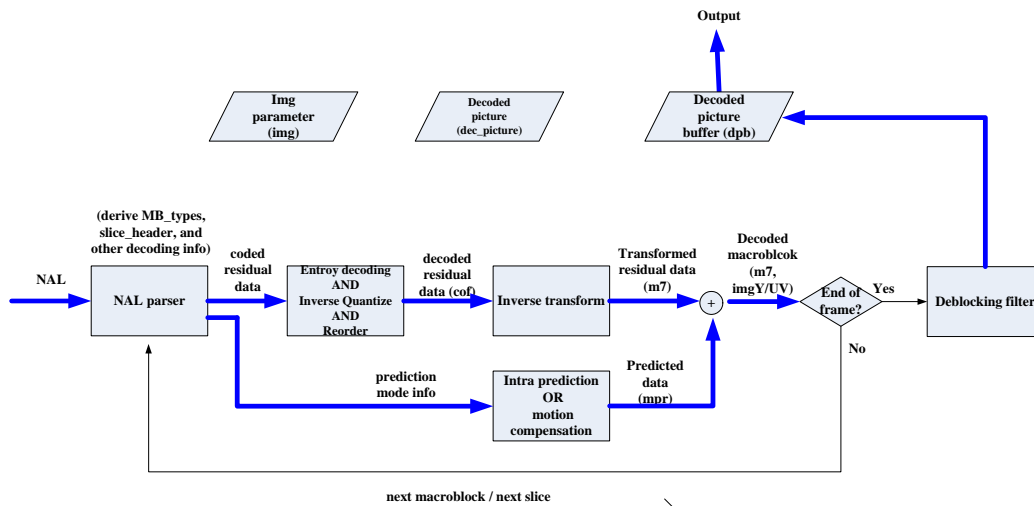 Output
Img
parameter
(img)
Decoded
picture
(dec_picture)
Decoded
picture
buffer (dpb)
(derive MB_types,
slice_header, and
other decoding info)
NAL
NAL parser
coded
residual
data
Entroy decoding
AND
Inverse Quantize
AND
Reorder
decoded
residual
data (cof)
Inverse transform
Transformed
residual data
(m7)
+
Decoded
macroblcok
(m7,
imgY/UV)
End of
frame?
Yes
No
Deblocking filter
prediction
mode info
Intra prediction
OR
motion
compensation
Predicted
data
(mpr)
next macroblock / next slice